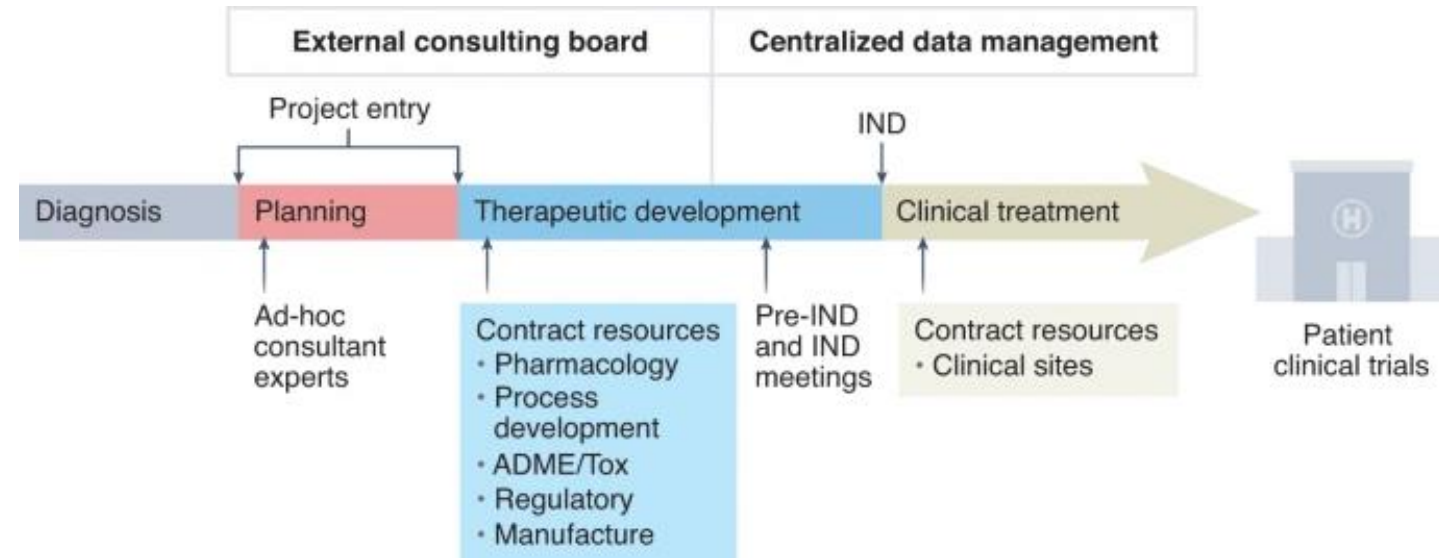 External consulting board
Centralized data management
Project entry
IND
Diagnosis
Planning
Therapeutic development
Clinical treatment
H
Ad-hoc
consultant
experts
Contract resources
• Pharmacology
• Process
development
• ADME/Tox
• Regulatory
• Manufacture
Pre-IND
and IND
meetings
Contract resources
• Clinical sites
Patient
clinical trials